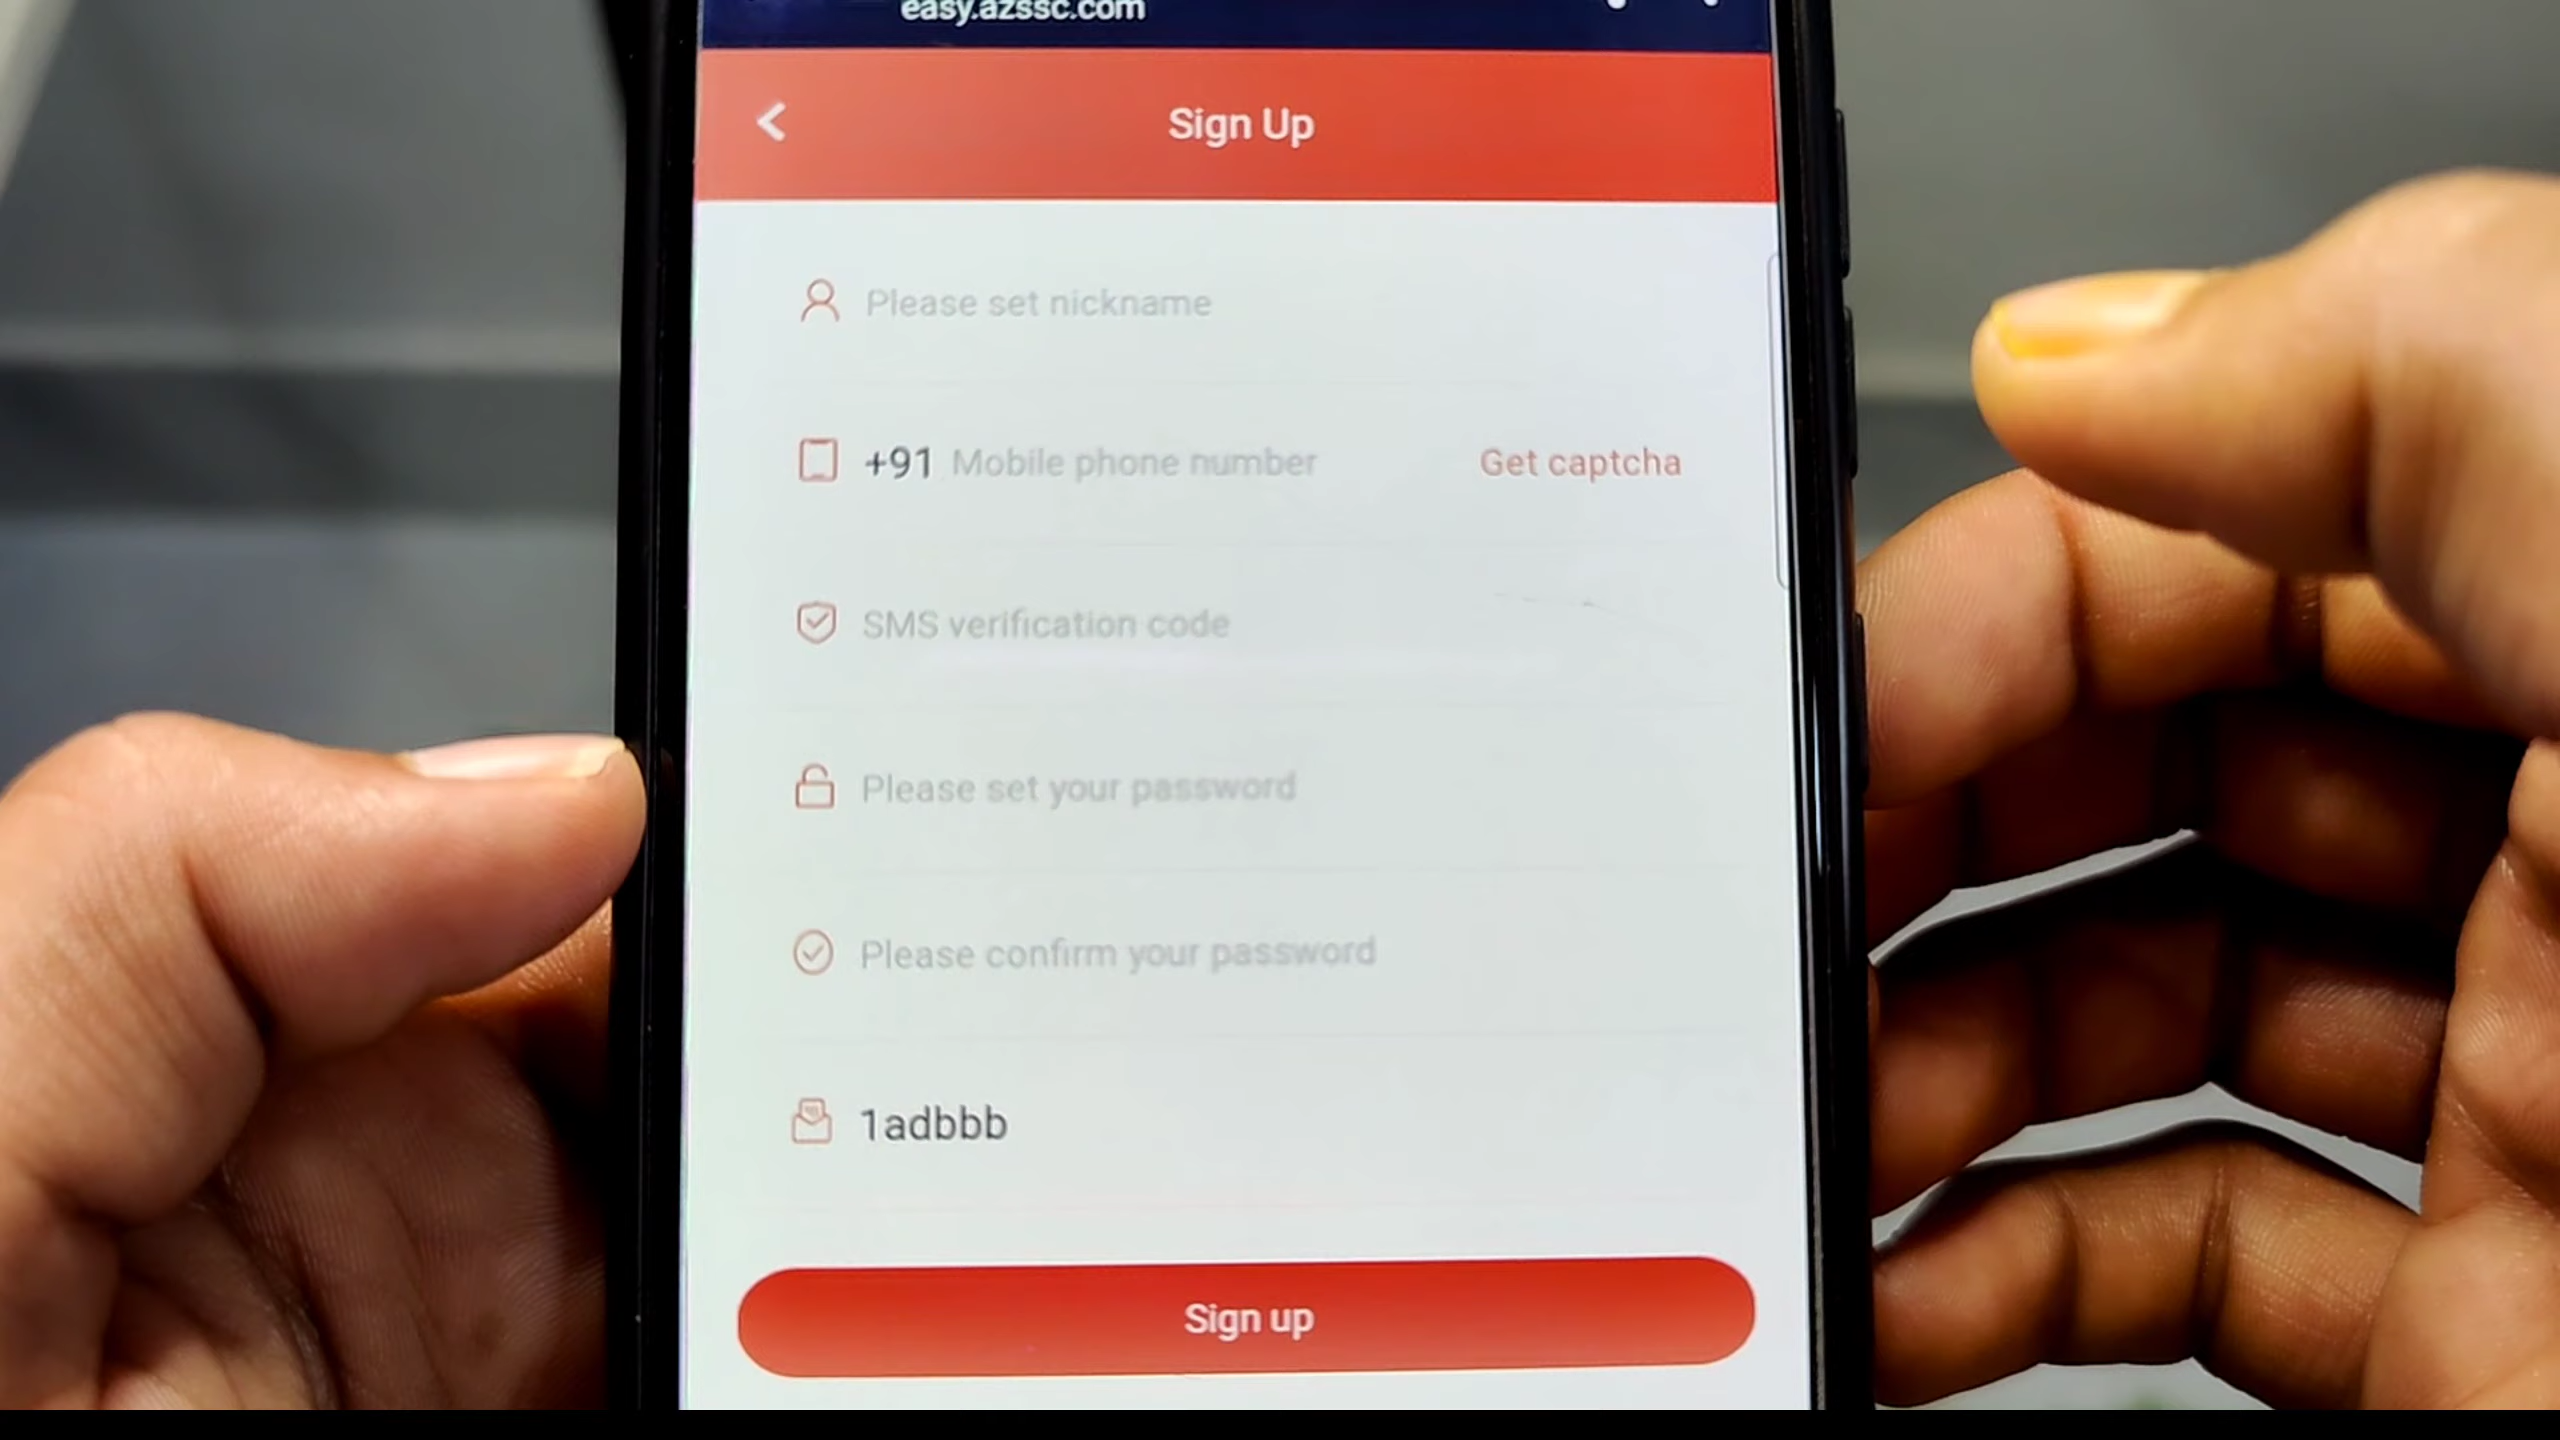 easy.azssc.com
Sign Up
Please set nickname
+91 Mobile phone number Get captcha
SMS verification code
Please set your password
Please confirm your password
1adbbb
Sign up